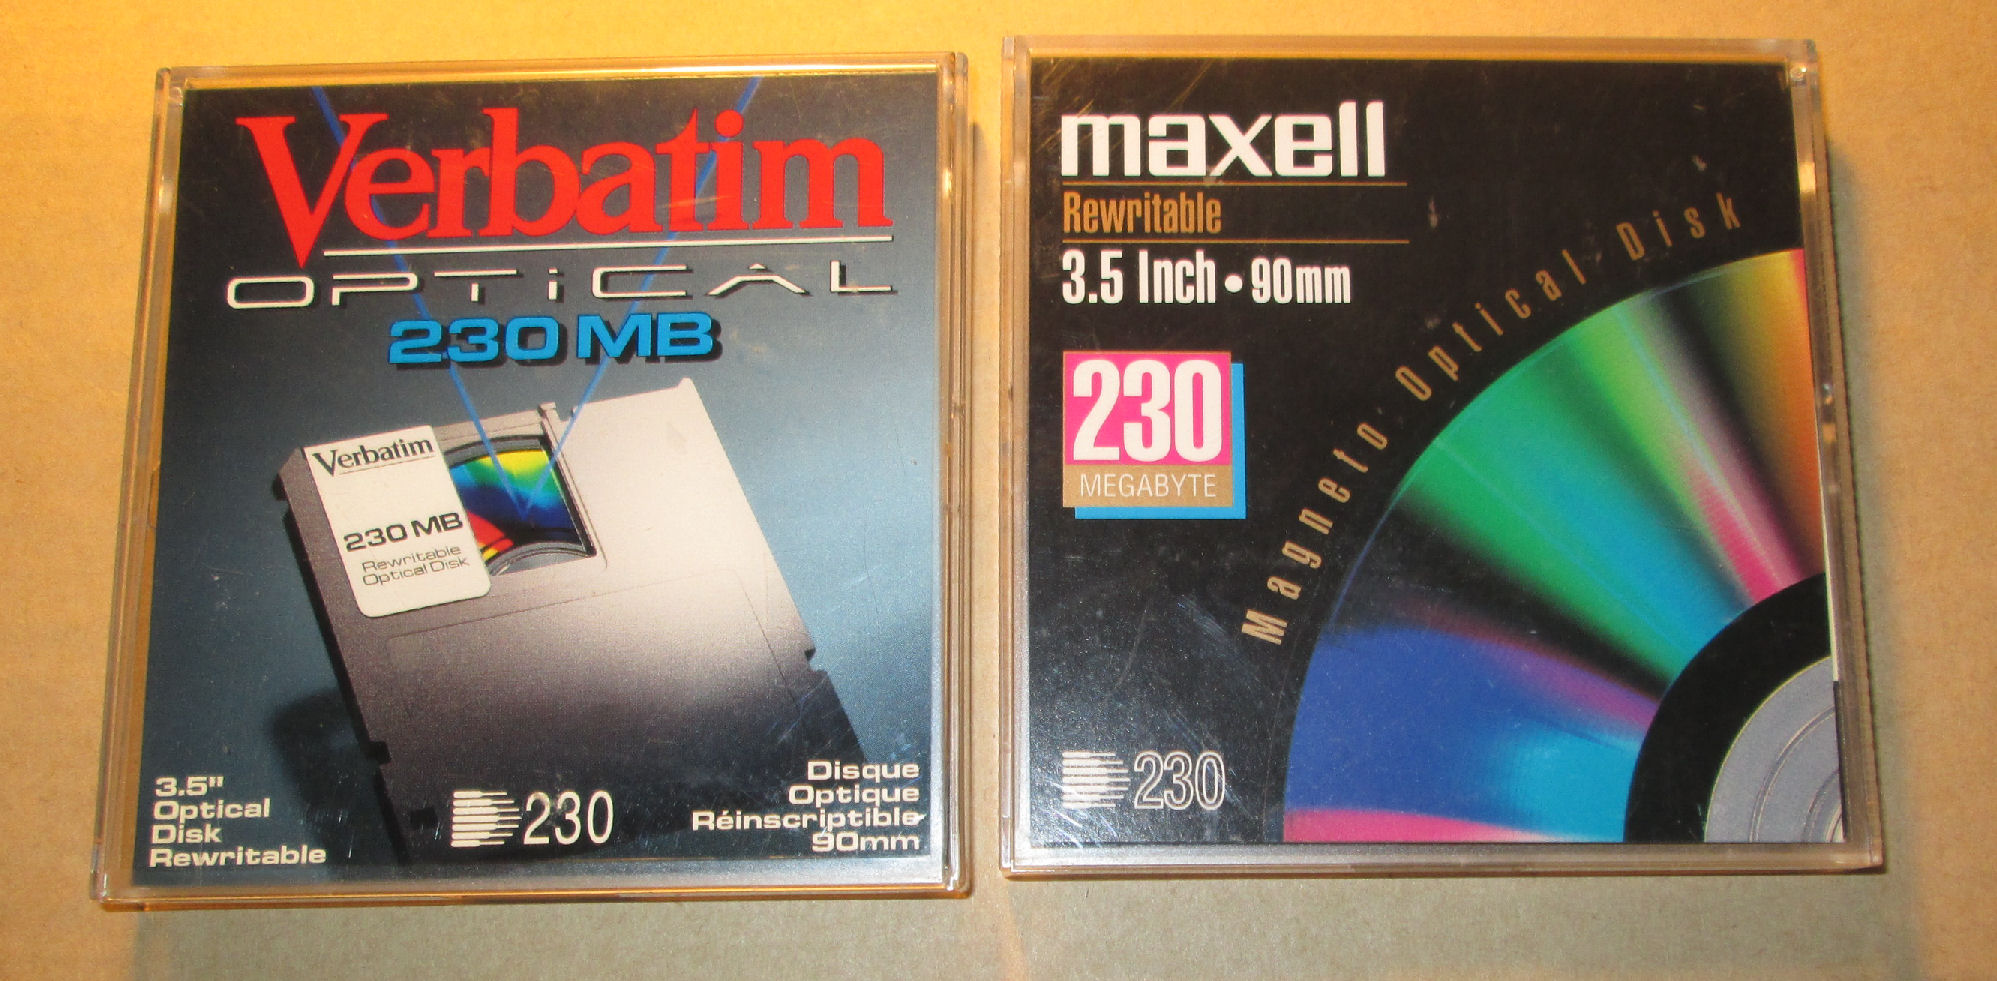 Verbatim
OPTiCAL
230 MB
Verbatim
230 MB
Rewritable
Optical Disk
3.5"
Optical
Disk
Rewritable
230
Disque
Optique
Réinscriptible
90mm
maxell
Rewritable
3.5 Inch • 90mm
230
MEGABYTE
Magneto Optical Disk
230